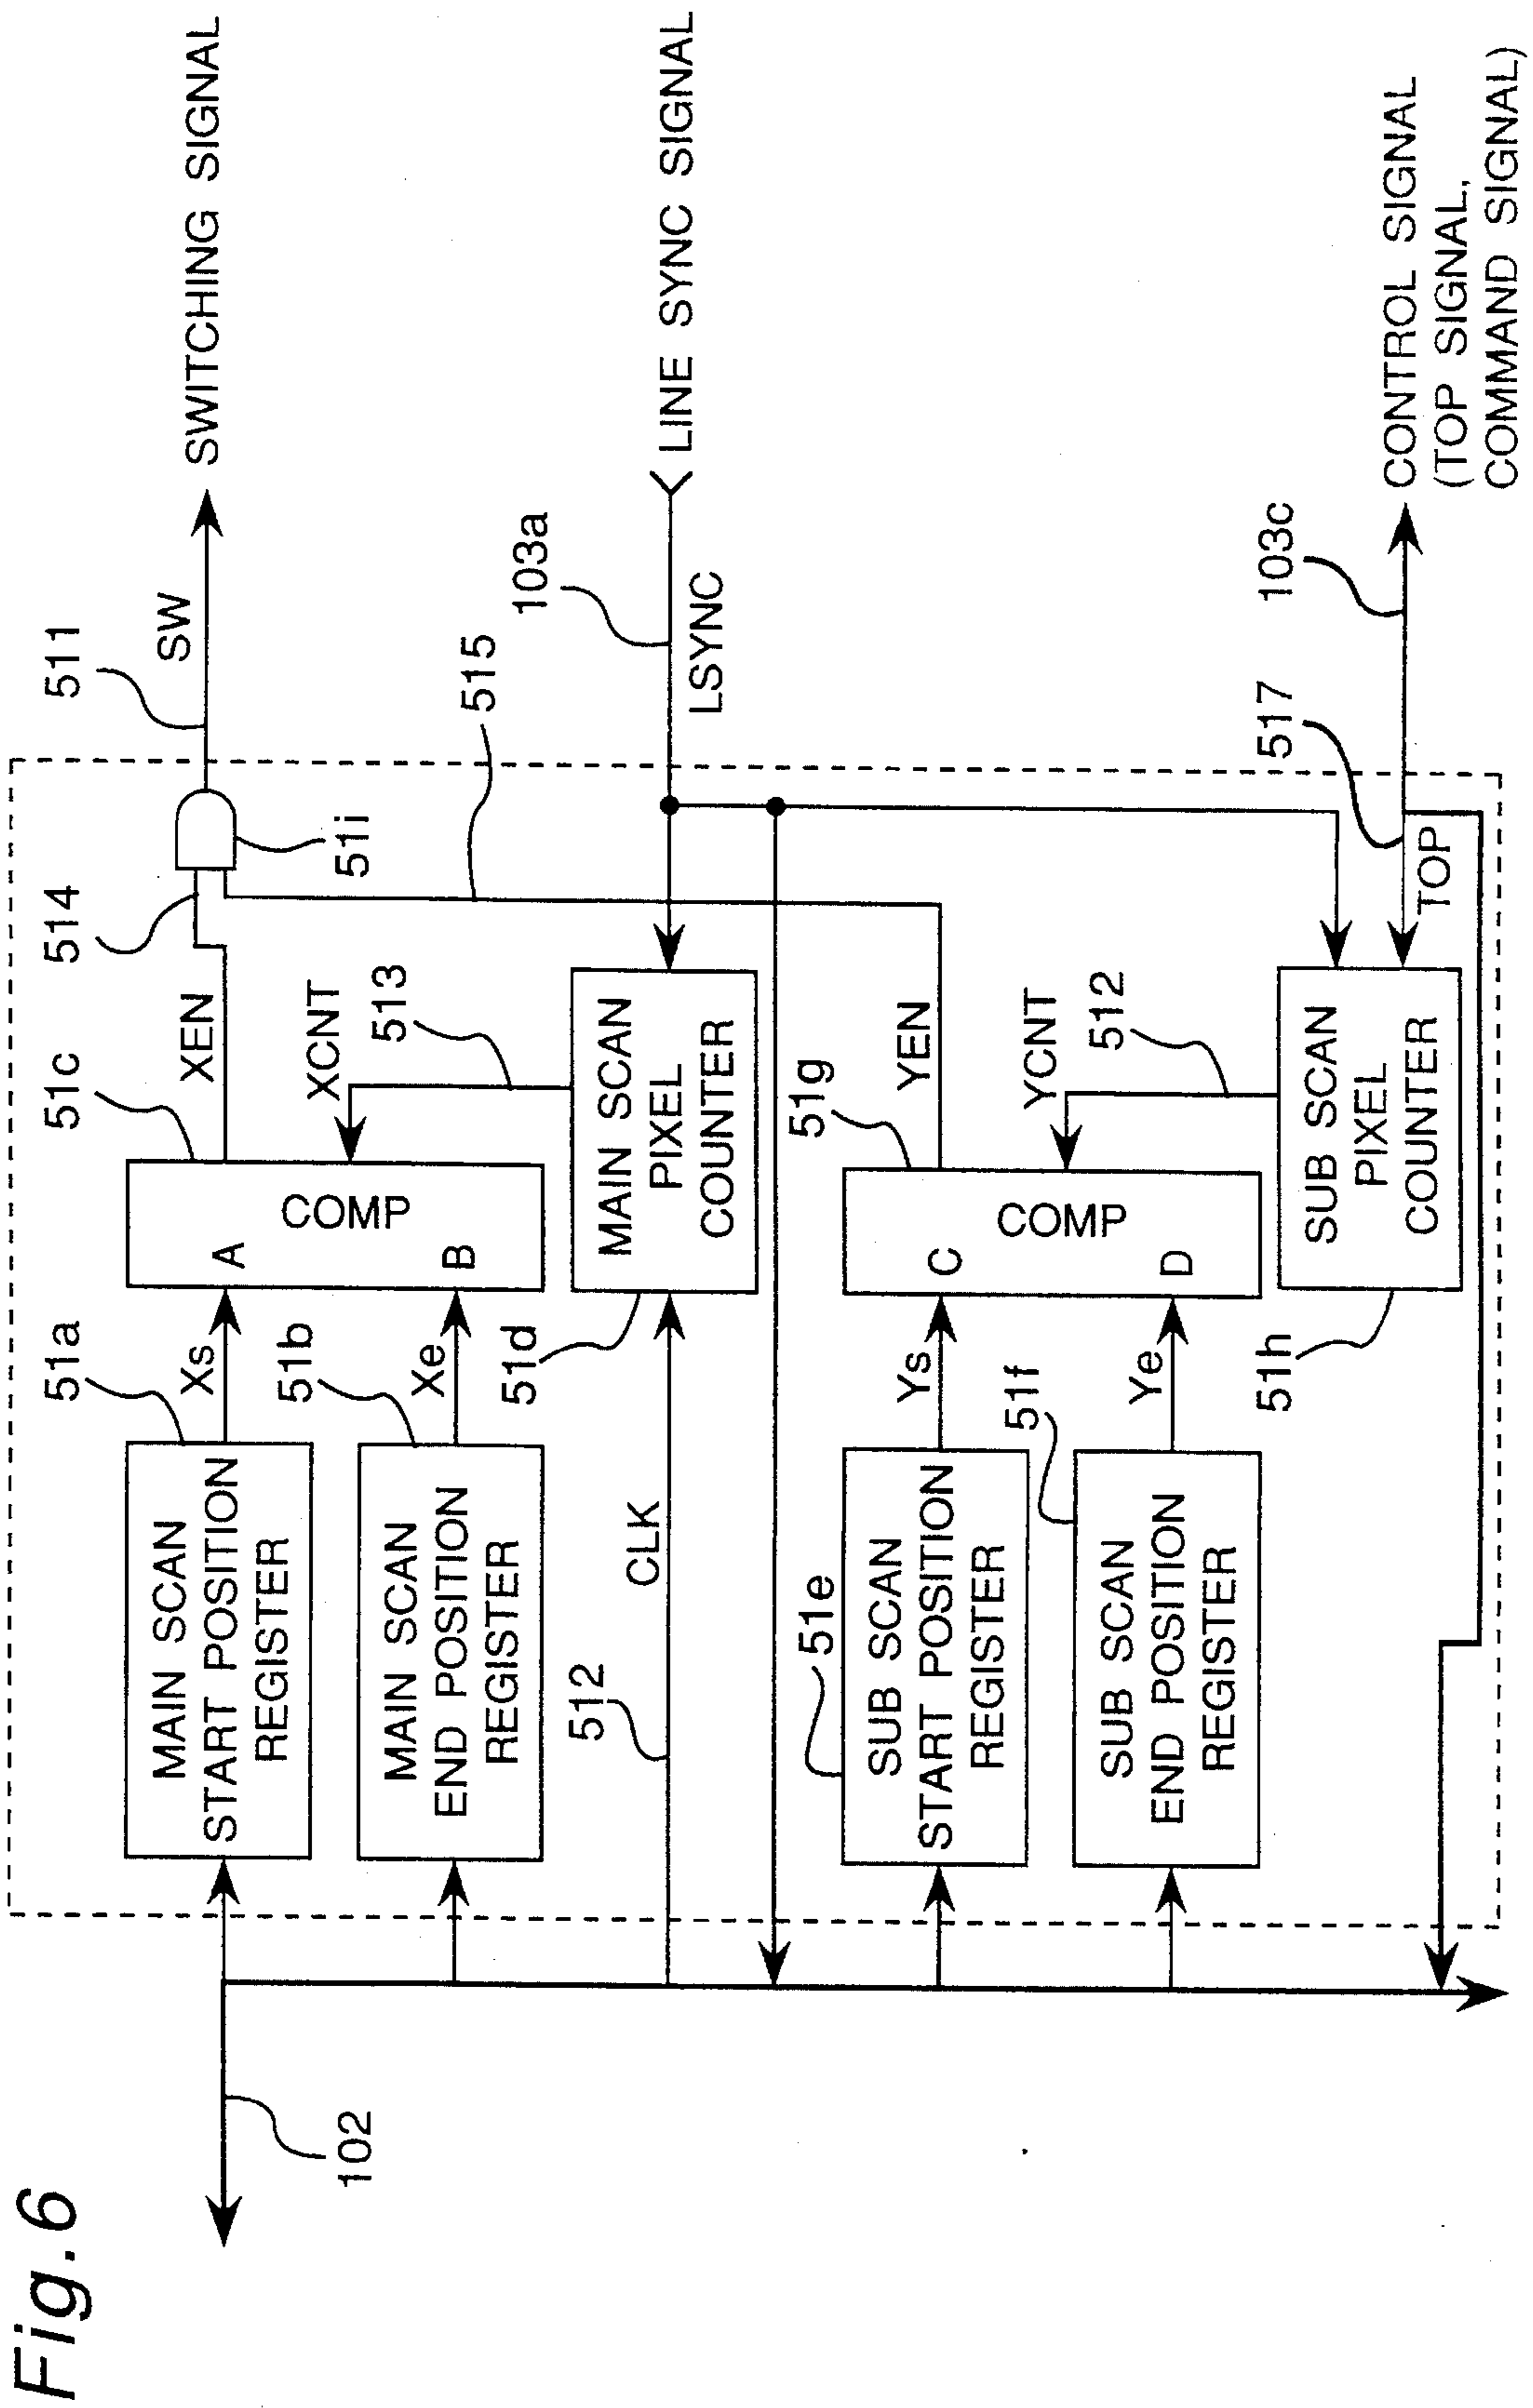 Fig.6
102
51a
MAIN SCAN
START POSITION
REGISTER
Xs
51c
A
B
COMP
XEN
514
51i
511
SW
SWITCHING SIGNAL
51b
MAIN SCAN
END POSITION
REGISTER
Xe
XCNT
513
51d
MAIN SCAN
PIXEL
COUNTER
512
CLK
515
103a
LSYNC
LINE SYNC SIGNAL
51e
SUB SCAN
START POSITION
REGISTER
Ys
51g
C
D
COMP
YEN
51f
SUB SCAN
END POSITION
REGISTER
Ye
YCNT
512
51h
SUB SCAN
PIXEL
COUNTER
517
TOP
103c
CONTROL SIGNAL
(TOP SIGNAL,
COMMAND SIGNAL)